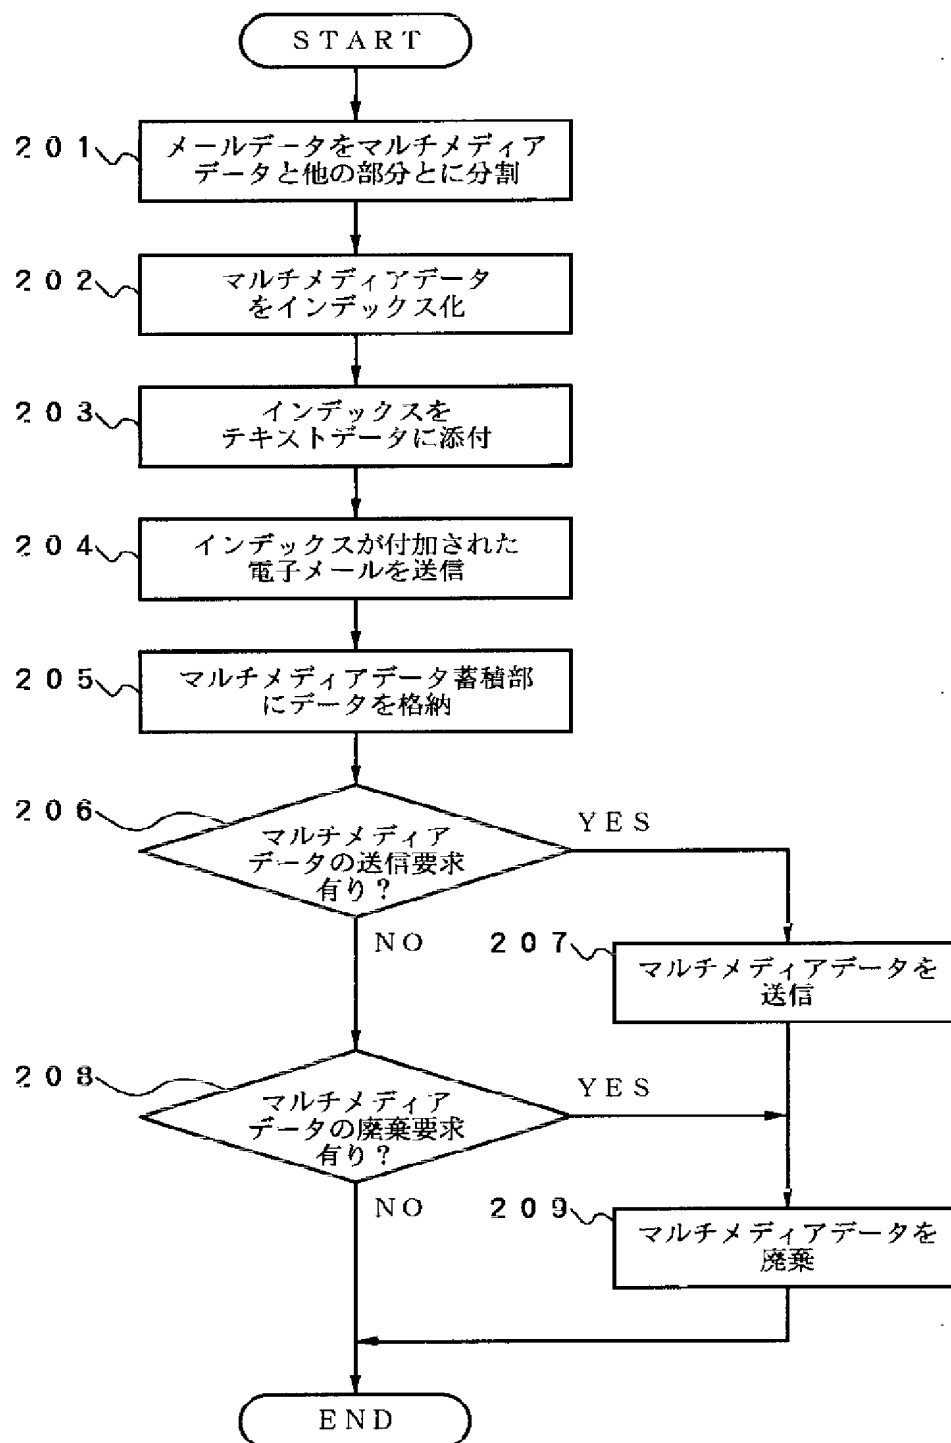 START
201
メールデータをマルチメディア
データと他の部分とに分割
202
マルチメディアデータ
をインデックス化
203
インデックスを
テキストデータに添付
204
インデックスが付加された
電子メールを送信
205
マルチメディアデータ蓄積部
にデータを格納
206
マルチメディア
データの送信要求
有り?
YES
NO
207
マルチメディアデータを
送信
208
マルチメディア
データの廃棄要求
有り?
YES
NO
209
マルチメディアデータを
廃棄
END